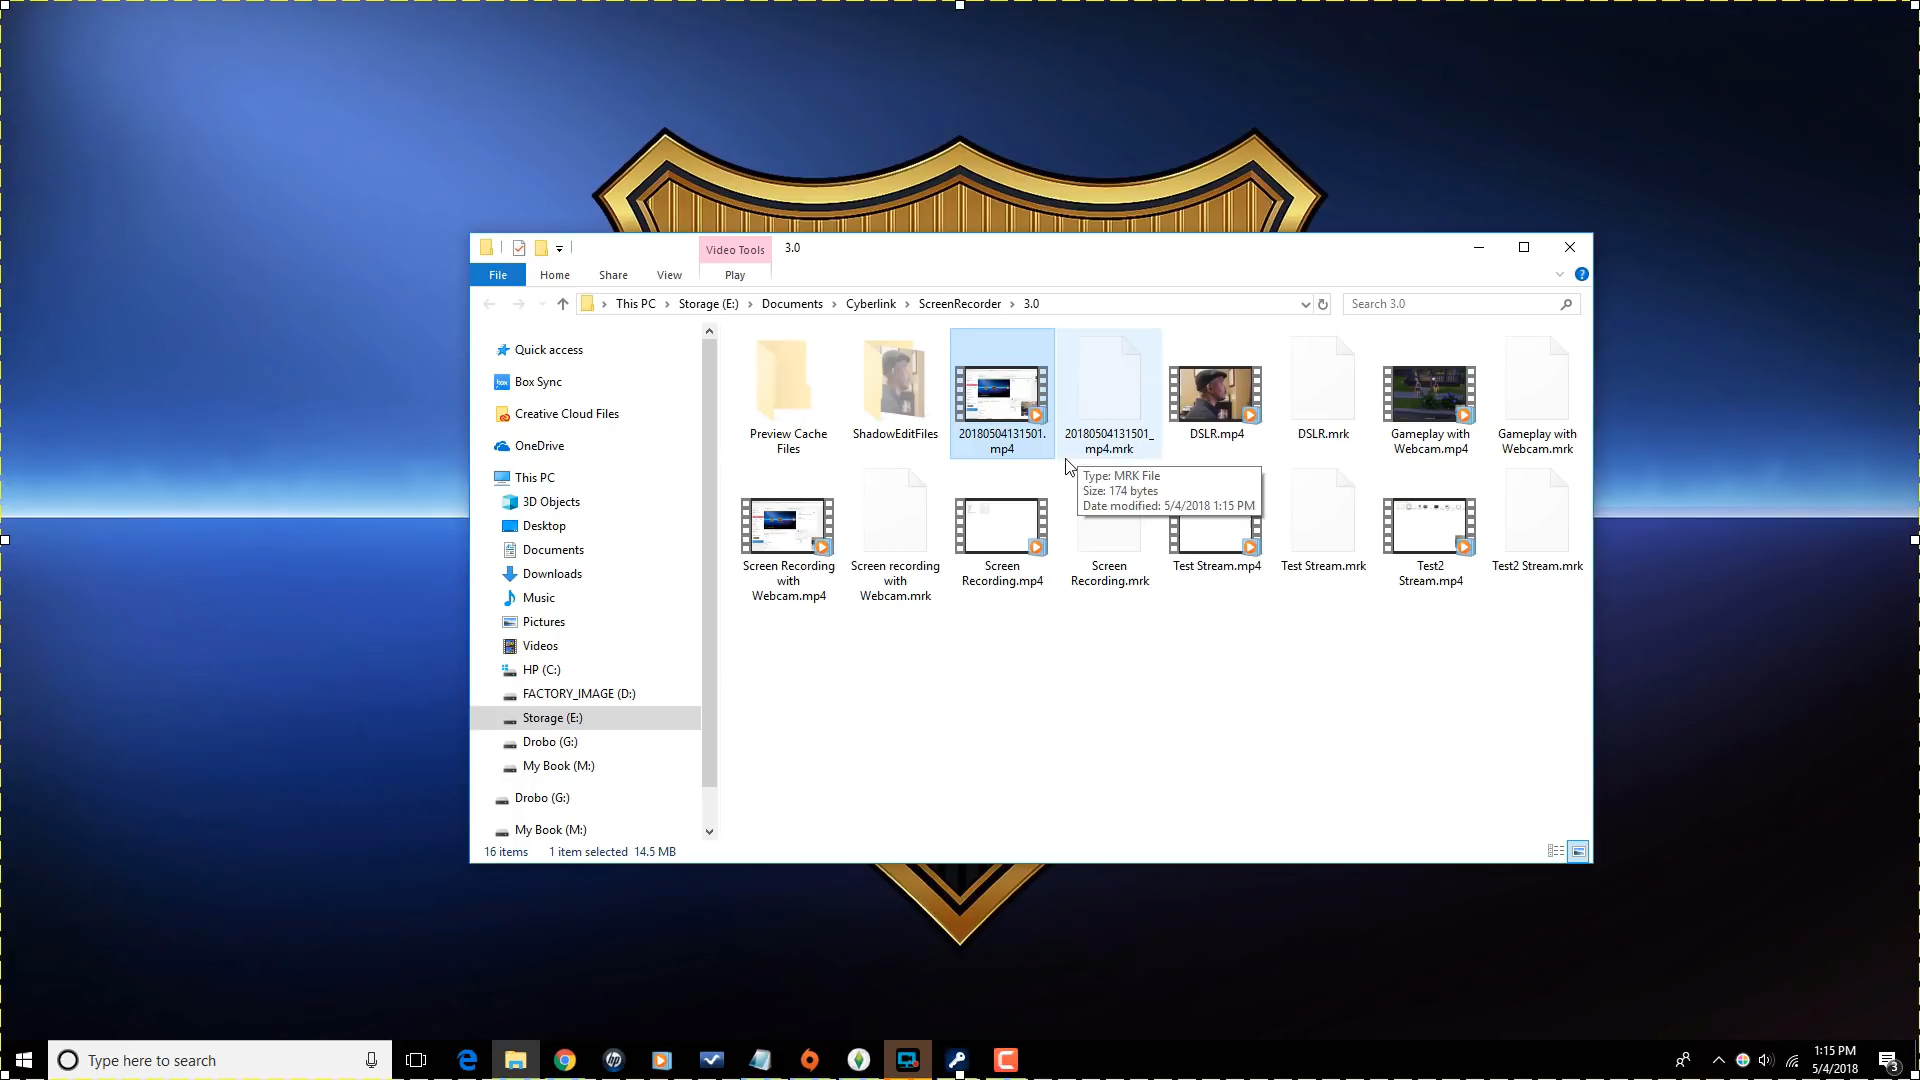 Video Tools
3.0
File
Home
Share
View
Play
This PC
Storage (E:)
Documents
Cyberlink
ScreenRecorder
3.0
Search 3.0
Quick access
Box Sync
Creative Cloud Files
OneDrive
This PC
3D Objects
Desktop
Documents
Downloads
Music
Pictures
Videos
HP (C:)
FACTORY_IMAGE (D:)
Storage (E:)
Drobo (G:)
My Book (M:)
Drobo (G:)
My Book (M:)
Preview Cache
Files
ShadowEditFiles
20180504131501.
mp4
20180504131501_
mp4.mrk
DSLR.mp4
DSLR.mrk
Gameplay with
Webcam.mp4
Gameplay with
Webcam.mrk
Type: MRK File
Size: 174 bytes
Date modified: 5/4/2018 1:15 PM
Screen Recording
with
Webcam.mp4
Screen recording
with
Webcam.mrk
Screen
Recording.mp4
Screen
Recording.mrk
Test Stream.mp4
Test Stream.mrk
Test2
Stream.mp4
Test2 Stream.mrk
16 items
1 item selected 14.5 MB
Type here to search
1:15 PM
5/4/2018
3